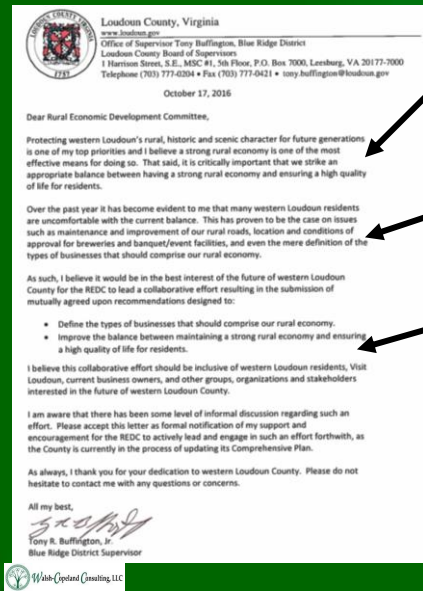 LOUDOUN COUNTY VIRGINIA
1757
Loudoun County, Virginia
www.loudoun.gov
Office of Supervisor Tony Buffington, Blue Ridge District
Loudoun County Board of Supervisors
1 Harrison Street, S.E., MSC #1, 5th Floor, P.O. Box 7000, Leesburg, VA 20177-7000
Telephone (703) 777-0204 • Fax (703) 777-0421 • tony.buffington@loudoun.gov
October 17, 2016
Dear Rural Economic Development Committee,
Protecting western Loudoun's rural, historic and scenic character for future generations
is one of my top priorities and I believe a strong rural economy is one of the most
effective means for doing so. That said, it is critically important that we strike an
appropriate balance between having a strong rural economy and ensuring a high quality
of life for residents.
Over the past year it has become evident to me that many western Loudoun residents
are uncomfortable with the current balance. This has proven to be the case on issues
such as maintenance and improvement of our rural roads, location and conditions of
approval for breweries and banquet/event facilities, and even the mere definition of the
types of businesses that should comprise our rural economy.
As such, I believe it would be in the best interest of the future of western Loudoun
County for the REDC to lead a collaborative effort resulting in the submission of
mutually agreed upon recommendations designed to:
• Define the types of businesses that should comprise our rural economy.
• Improve the balance between maintaining a strong rural economy and ensuring
a high quality of life for residents.
I believe this collaborative effort should be inclusive of western Loudoun residents, Visit
Loudoun, current business owners, and other groups, organizations and stakeholders
interested in the future of western Loudoun County.
I am aware that there has been some level of informal discussion regarding such an
effort. Please accept this letter as formal notification of my support and
encouragement for the REDC to actively lead and engage in such an effort forthwith, as
the County is currently in the process of updating its Comprehensive Plan.
As always, I thank you for your dedication to western Loudoun County. Please do not
hesitate to contact me with any questions or concerns.
All my best,
Tony R. Buffington, Jr.
Blue Ridge District Supervisor
Walsh-Copeland Consulting, LLC